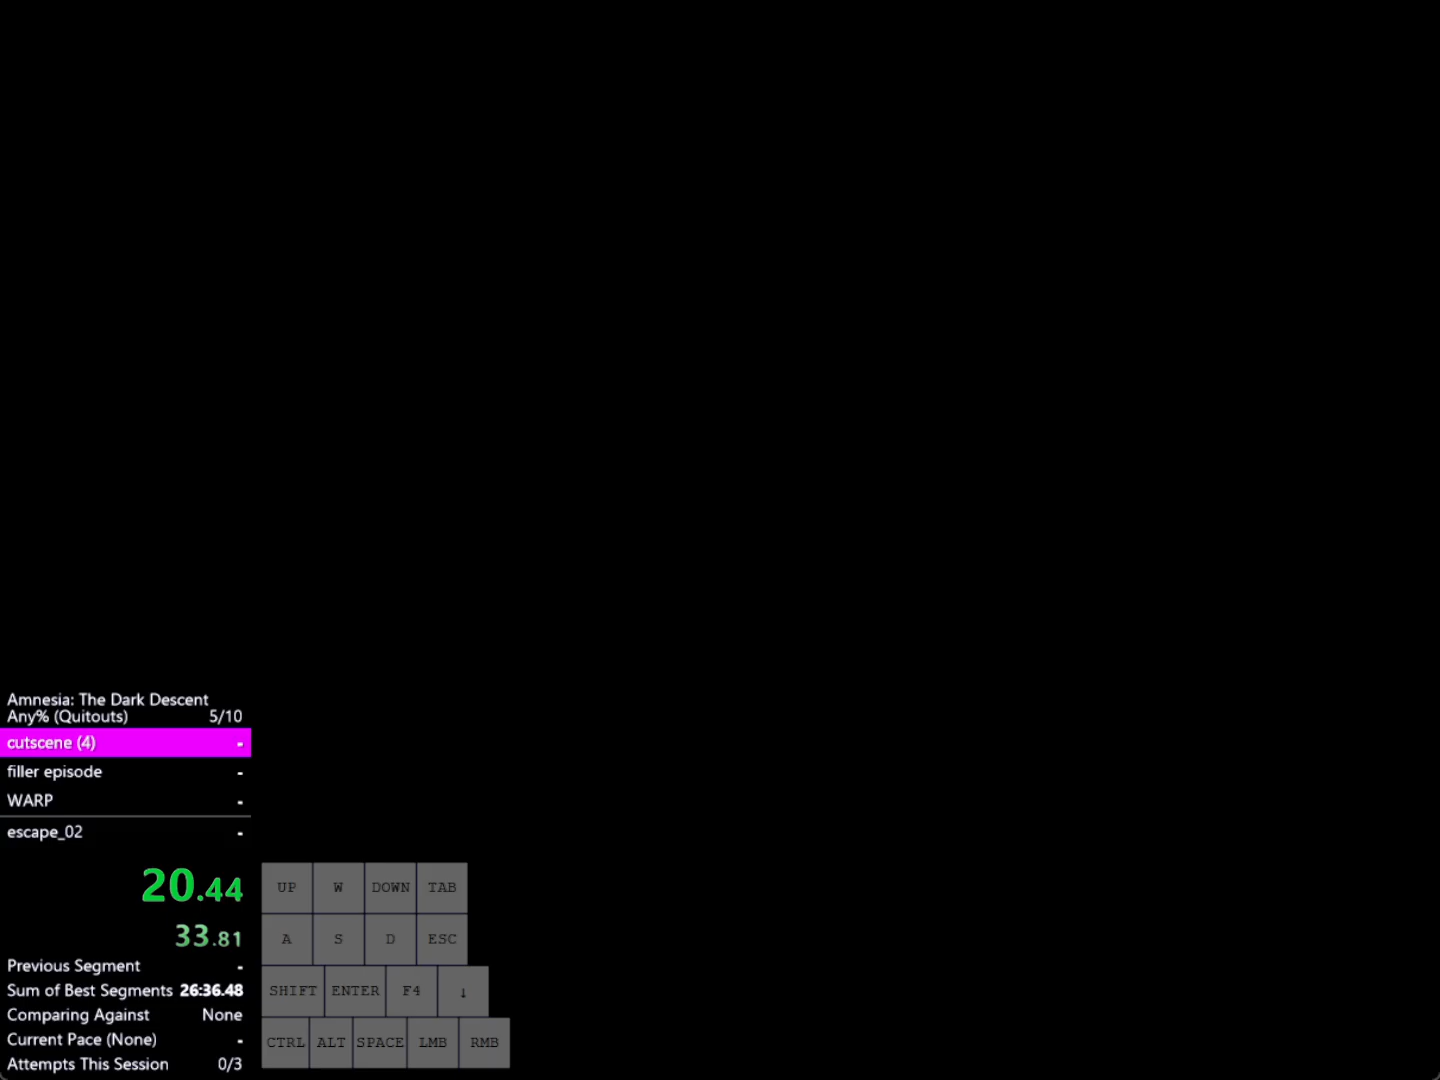 Amnesia: The Dark Descent
Any% (Quitouts) 5/10
cutscene (4) -
filler episode -
WARP -
escape_02 -
20.44
33.81
Previous Segment -
Sum of Best Segments 26:36.48
Comparing Against None
Current Pace (None) -
Attempts This Session 0/3
UP W DOWN TAB
A S D ESC
SHIFT ENTER F4 ↓
CTRL ALT SPACE LMB RMB